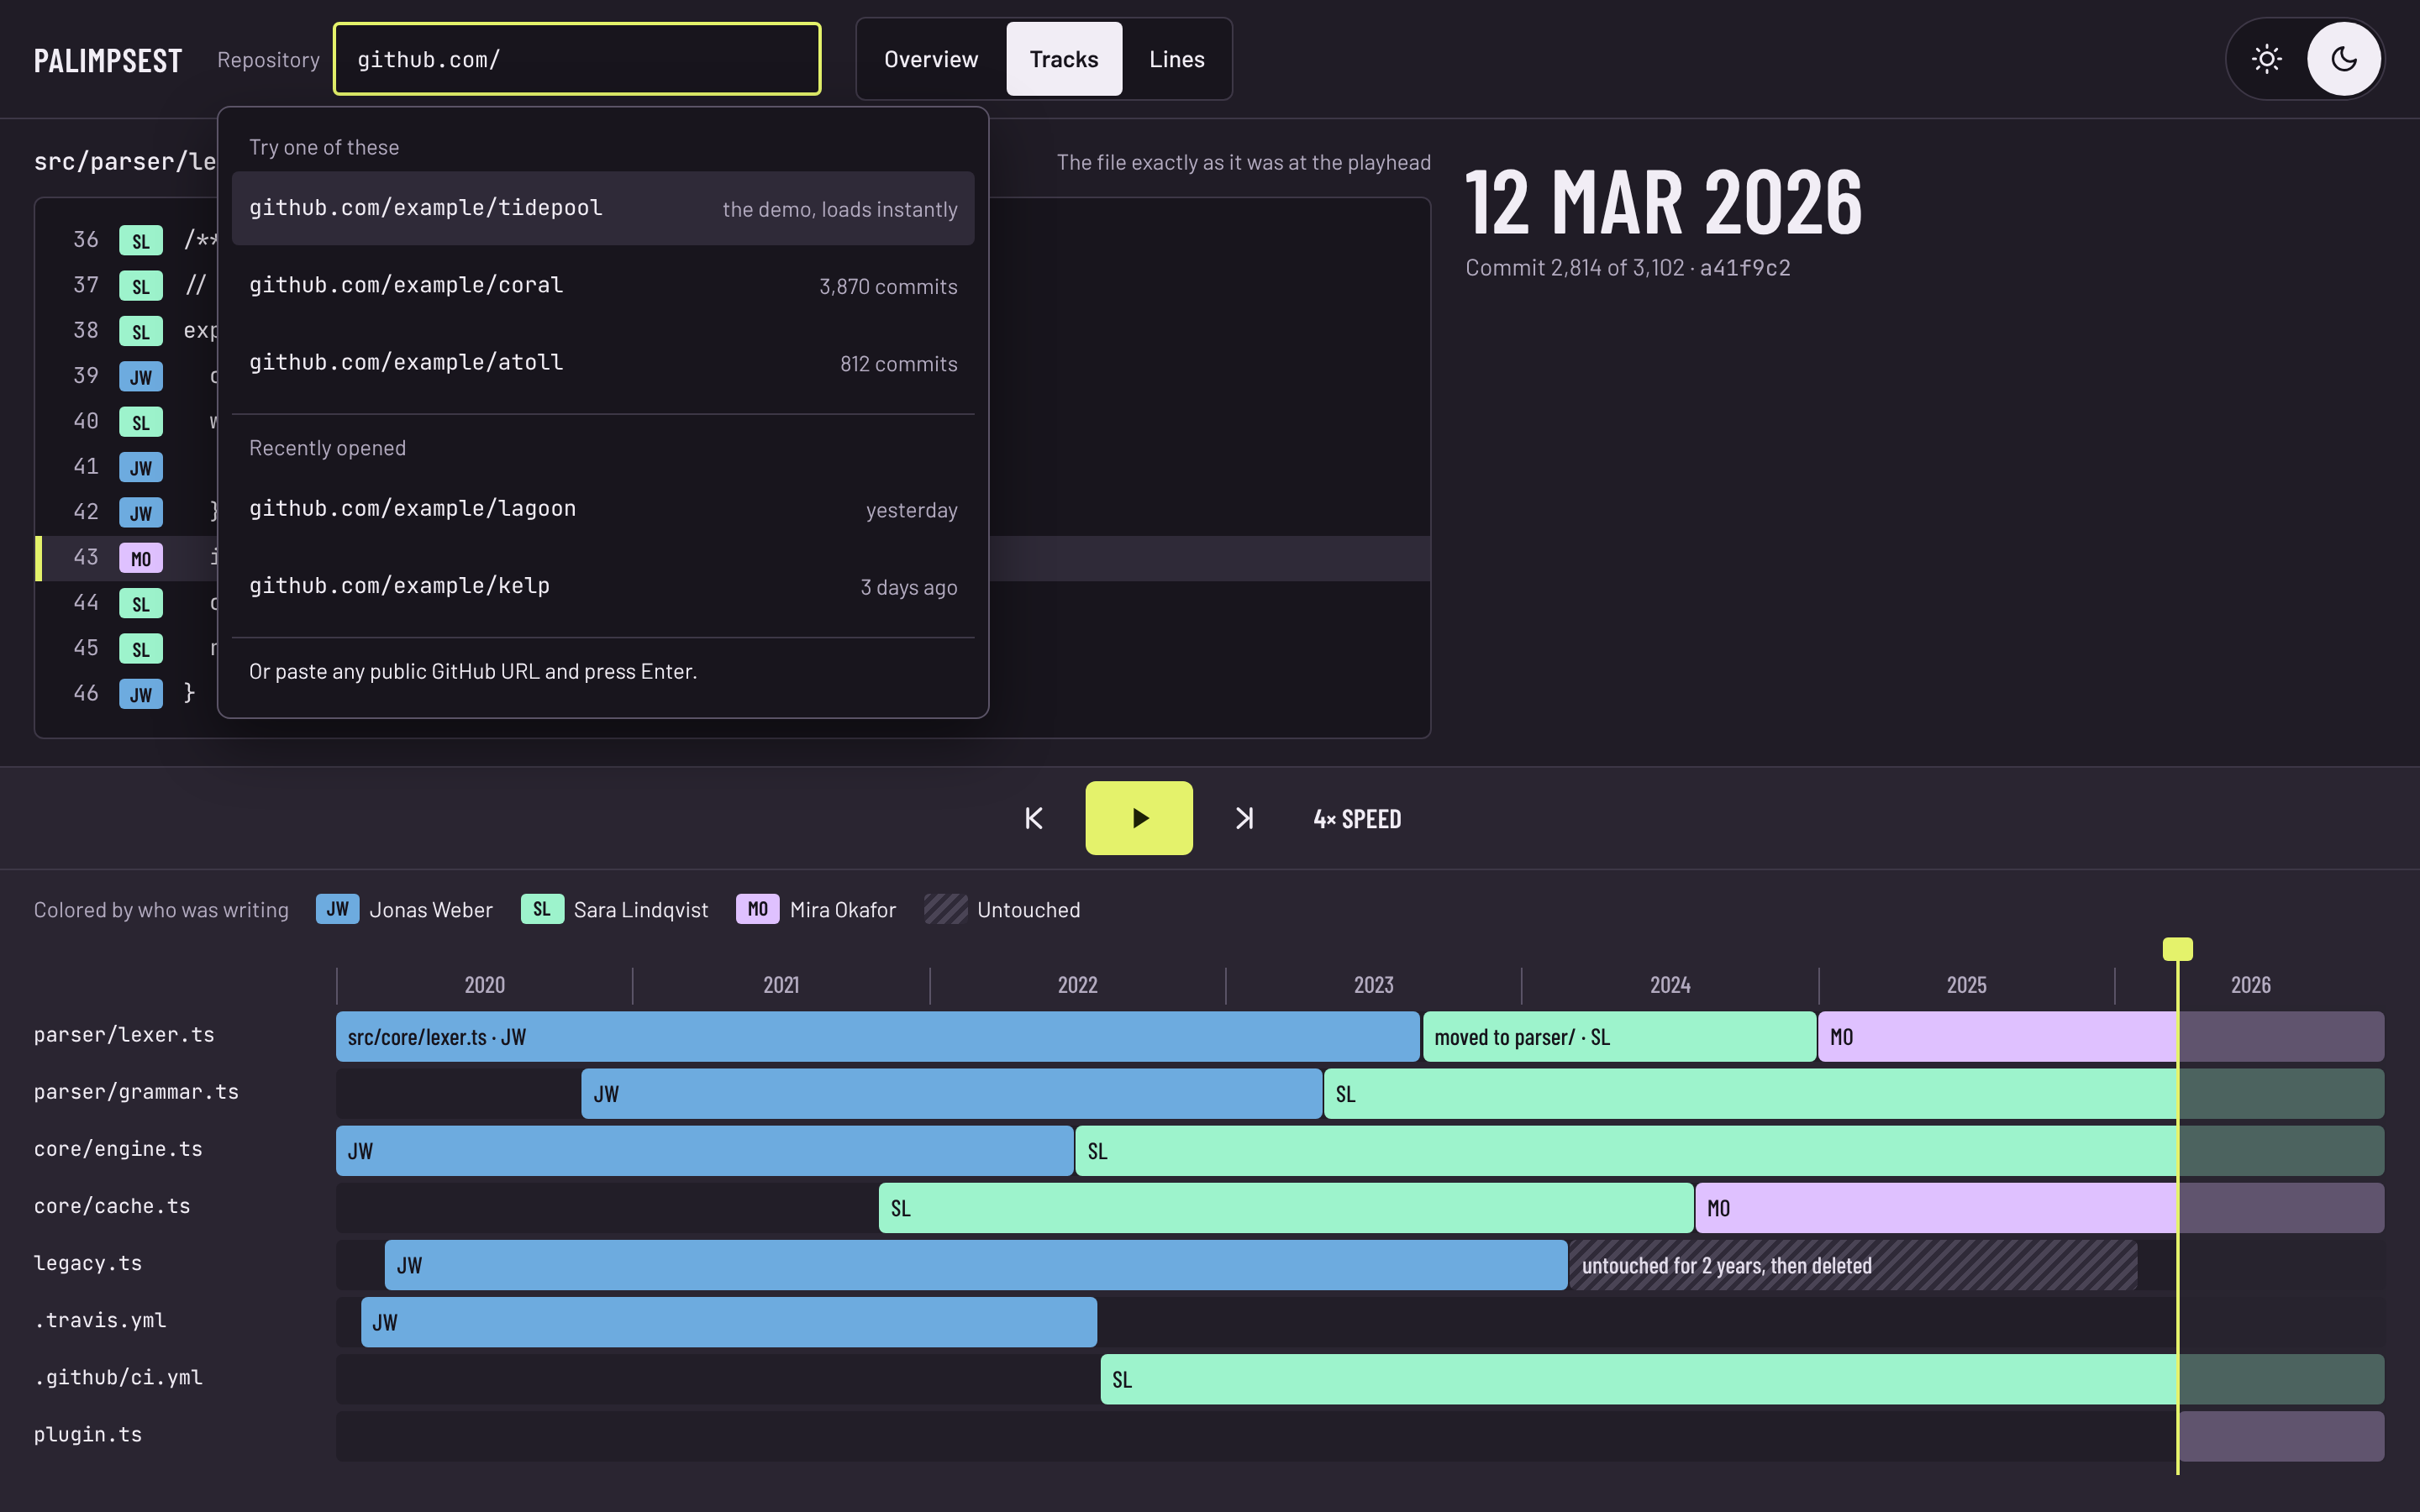 PALIMPSEST Repository github.com/ Overview Tracks Lines
src/parser/le The file exactly as it was at the playhead
Try one of these
github.com/example/tidepool the demo, loads instantly
github.com/example/coral 3,870 commits
github.com/example/atoll 812 commits
Recently opened
github.com/example/lagoon yesterday
github.com/example/kelp 3 days ago
Or paste any public GitHub URL and press Enter.
36 SL /**
37 SL //
38 SL exp
39 JW
40 SL
41 JW
42 JW }
43 MO i
44 SL
45 SL
46 JW }
12 MAR 2026
Commit 2,814 of 3,102 · a41f9c2
4× SPEED
Colored by who was writing JW Jonas Weber SL Sara Lindqvist MO Mira Okafor Untouched
2020 2021 2022 2023 2024 2025 2026
parser/lexer.ts src/core/lexer.ts · JW moved to parser/ · SL MO
parser/grammar.ts JW SL
core/engine.ts JW SL
core/cache.ts SL MO
legacy.ts JW untouched for 2 years, then deleted
.travis.yml JW
.github/ci.yml SL
plugin.ts